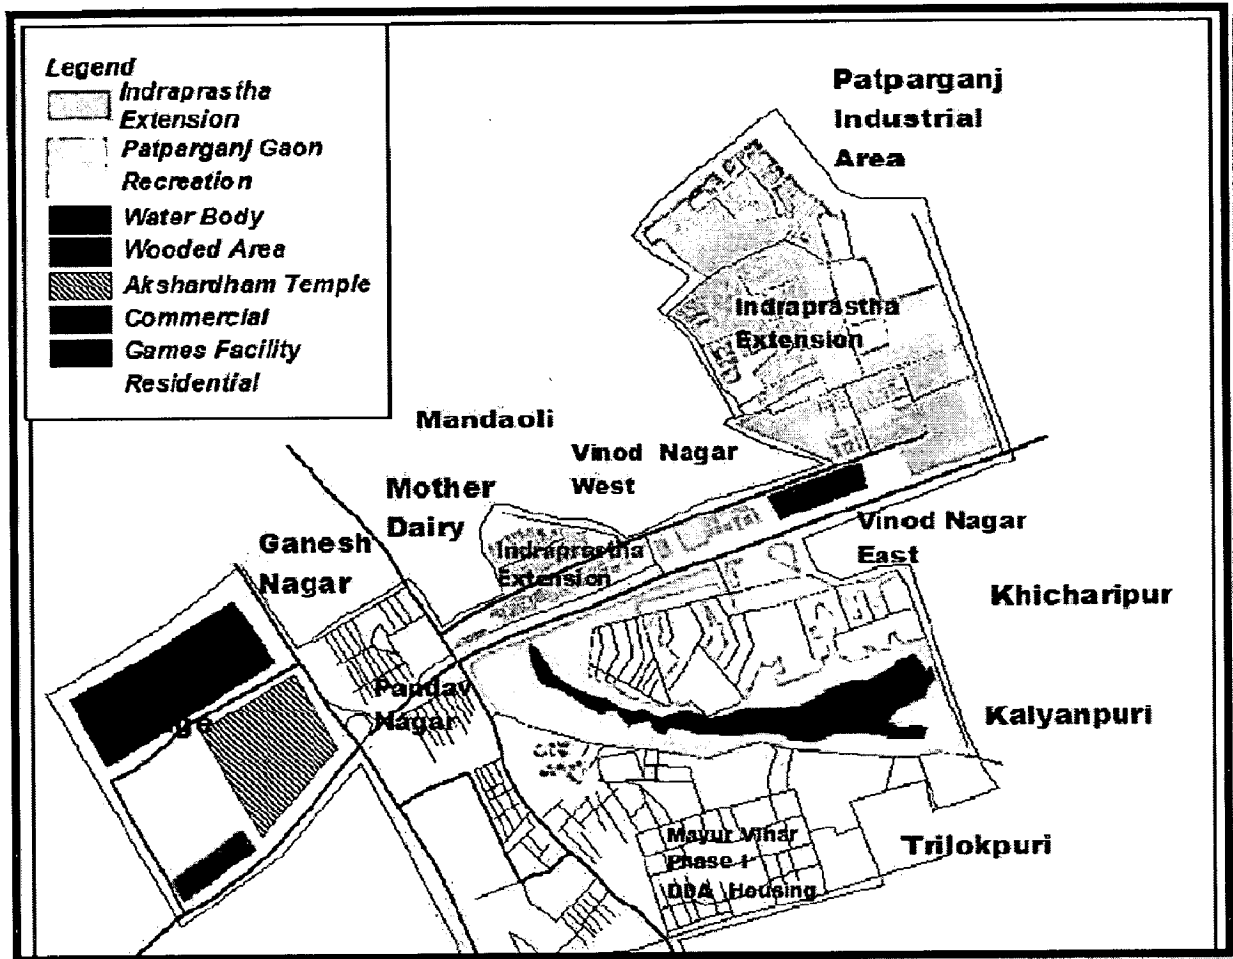 Legend
Indraprastha
Extension
Patparganj Gaon
Recreation
Water Body
Wooded Area
Akshardham Temple
Commercial
Games Facility
Residential
Patparganj
Industrial
Area
Indraprastha
Extension
Mandaoli
Vinod Nagar
West
Mother
Dairy
Vinod Nagar
East
Ganesh
Nagar
Indraprastha
Extension
Khicharipur
Pandav
Nagar
Kalyanpuri
Mayur Vihar
Phase I
DDA Housing
Trilokpuri